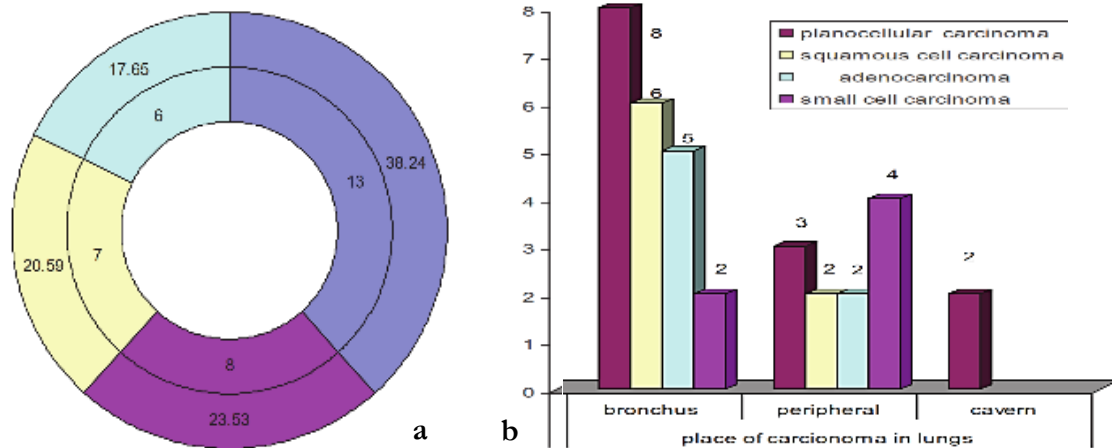 17.65
6
38.24
13
20.59
7
8
23.53
a
b
8
7
6
5
4
3
2
1
0
8
6
5
2
3
2
2
4
2
planocellular carcinoma
squamous cell carcinoma
adenocarcinoma
small cell carcinoma
bronchus
peripheral
cavern
place of carcionoma in lungs